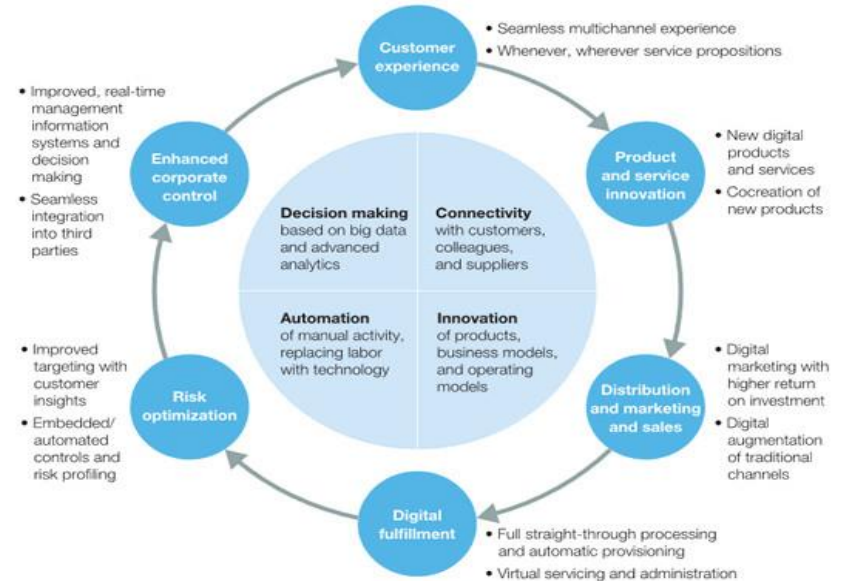 Customer
experience
• Seamless multichannel experience
• Whenever, wherever service propositions
Product
and service
innovation
• New digital
products
and services
• Cocreation of
new products
Distribution
and marketing
and sales
• Digital
marketing with
higher return
on investment
• Digital
augmentation
of traditional
channels
Digital
fulfillment
• Full straight-through processing
and automatic provisioning
• Virtual servicing and administration
Risk
optimization
• Improved
targeting with
customer
insights
• Embedded/
automated
controls and
risk profiling
Enhanced
corporate
control
• Improved, real-time
management
information
systems and
decision
making
• Seamless
integration
into third
parties
Decision making
based on big data
and advanced
analytics
Connectivity
with customers,
colleagues,
and suppliers
Automation
of manual activity,
replacing labor
with technology
Innovation
of products,
business models,
and operating
models